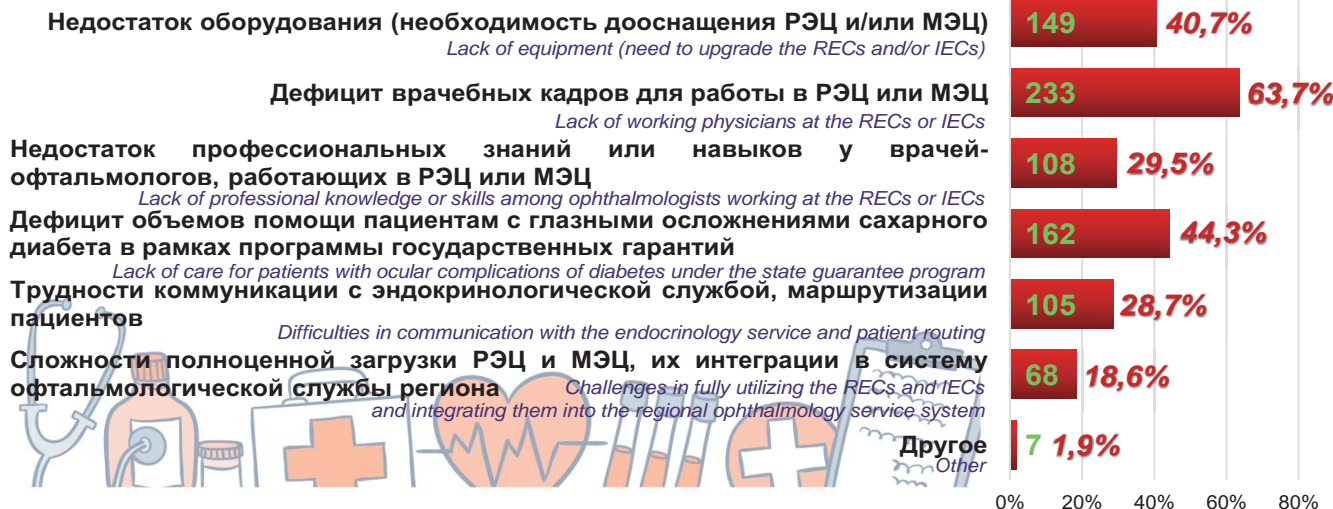 Недостаток оборудования (необходимость дооснащения РЭЦ и/или МЭЦ)
Lack of equipment (need to upgrade the RECs and/or IECs)
149 40,7%
Дефицит врачебных кадров для работы в РЭЦ или МЭЦ
Lack of working physicians at the RECs or IECs
233 63,7%
Недостаток профессиональных знаний или навыков у врачей-
офтальмологов, работающих в РЭЦ или МЭЦ
Lack of professional knowledge or skills among ophthalmologists working at the RECs or IECs
108 29,5%
Дефицит объемов помощи пациентам с глазными осложнениями сахарного
диабета в рамках программы государственных гарантий
Lack of care for patients with ocular complications of diabetes under the state guarantee program
162 44,3%
Трудности коммуникации с эндокринологической службой, маршрутизации
пациентов
Difficulties in communication with the endocrinology service and patient routing
105 28,7%
Сложности полноценной загрузки РЭЦ и МЭЦ, их интеграции в систему
офтальмологической службы региона
Challenges in fully utilizing the RECs and IECs
and integrating them into the regional ophthalmology service system
68 18,6%
Другое
Other
7 1,9%
0% 20% 40% 60% 80%